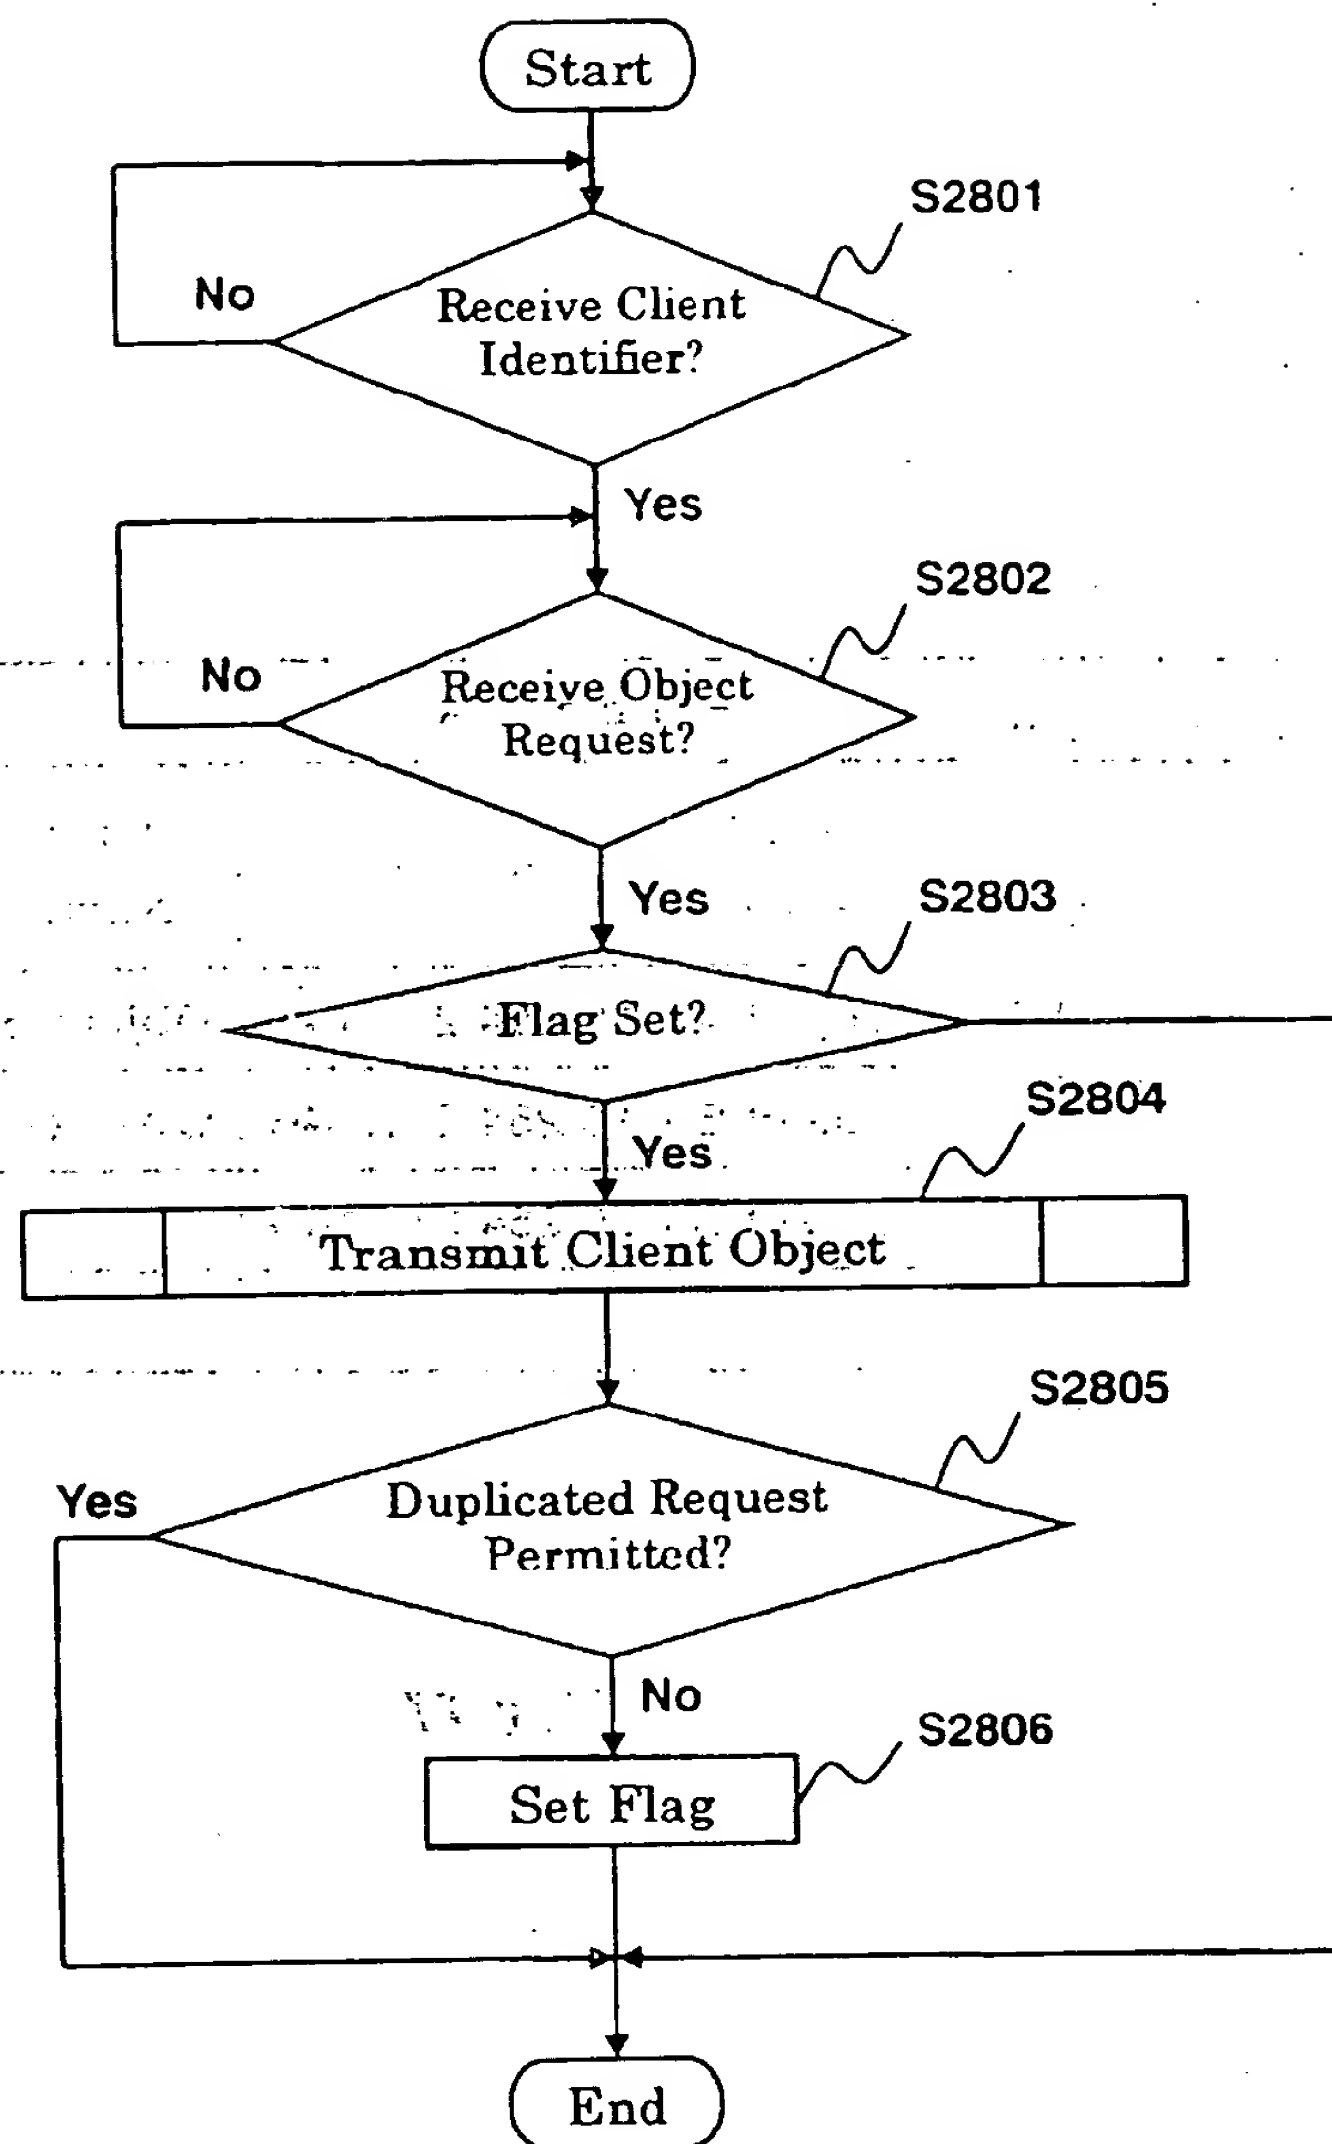 Start
S2801
No
Receive Client
Identifier?
Yes
S2802
No
Receive Object
Request?
Yes
S2803
Flag Set?
S2804
Yes
Transmit Client Object
S2805
Yes
Duplicated Request
Permitted?
No
S2806
Set Flag
End